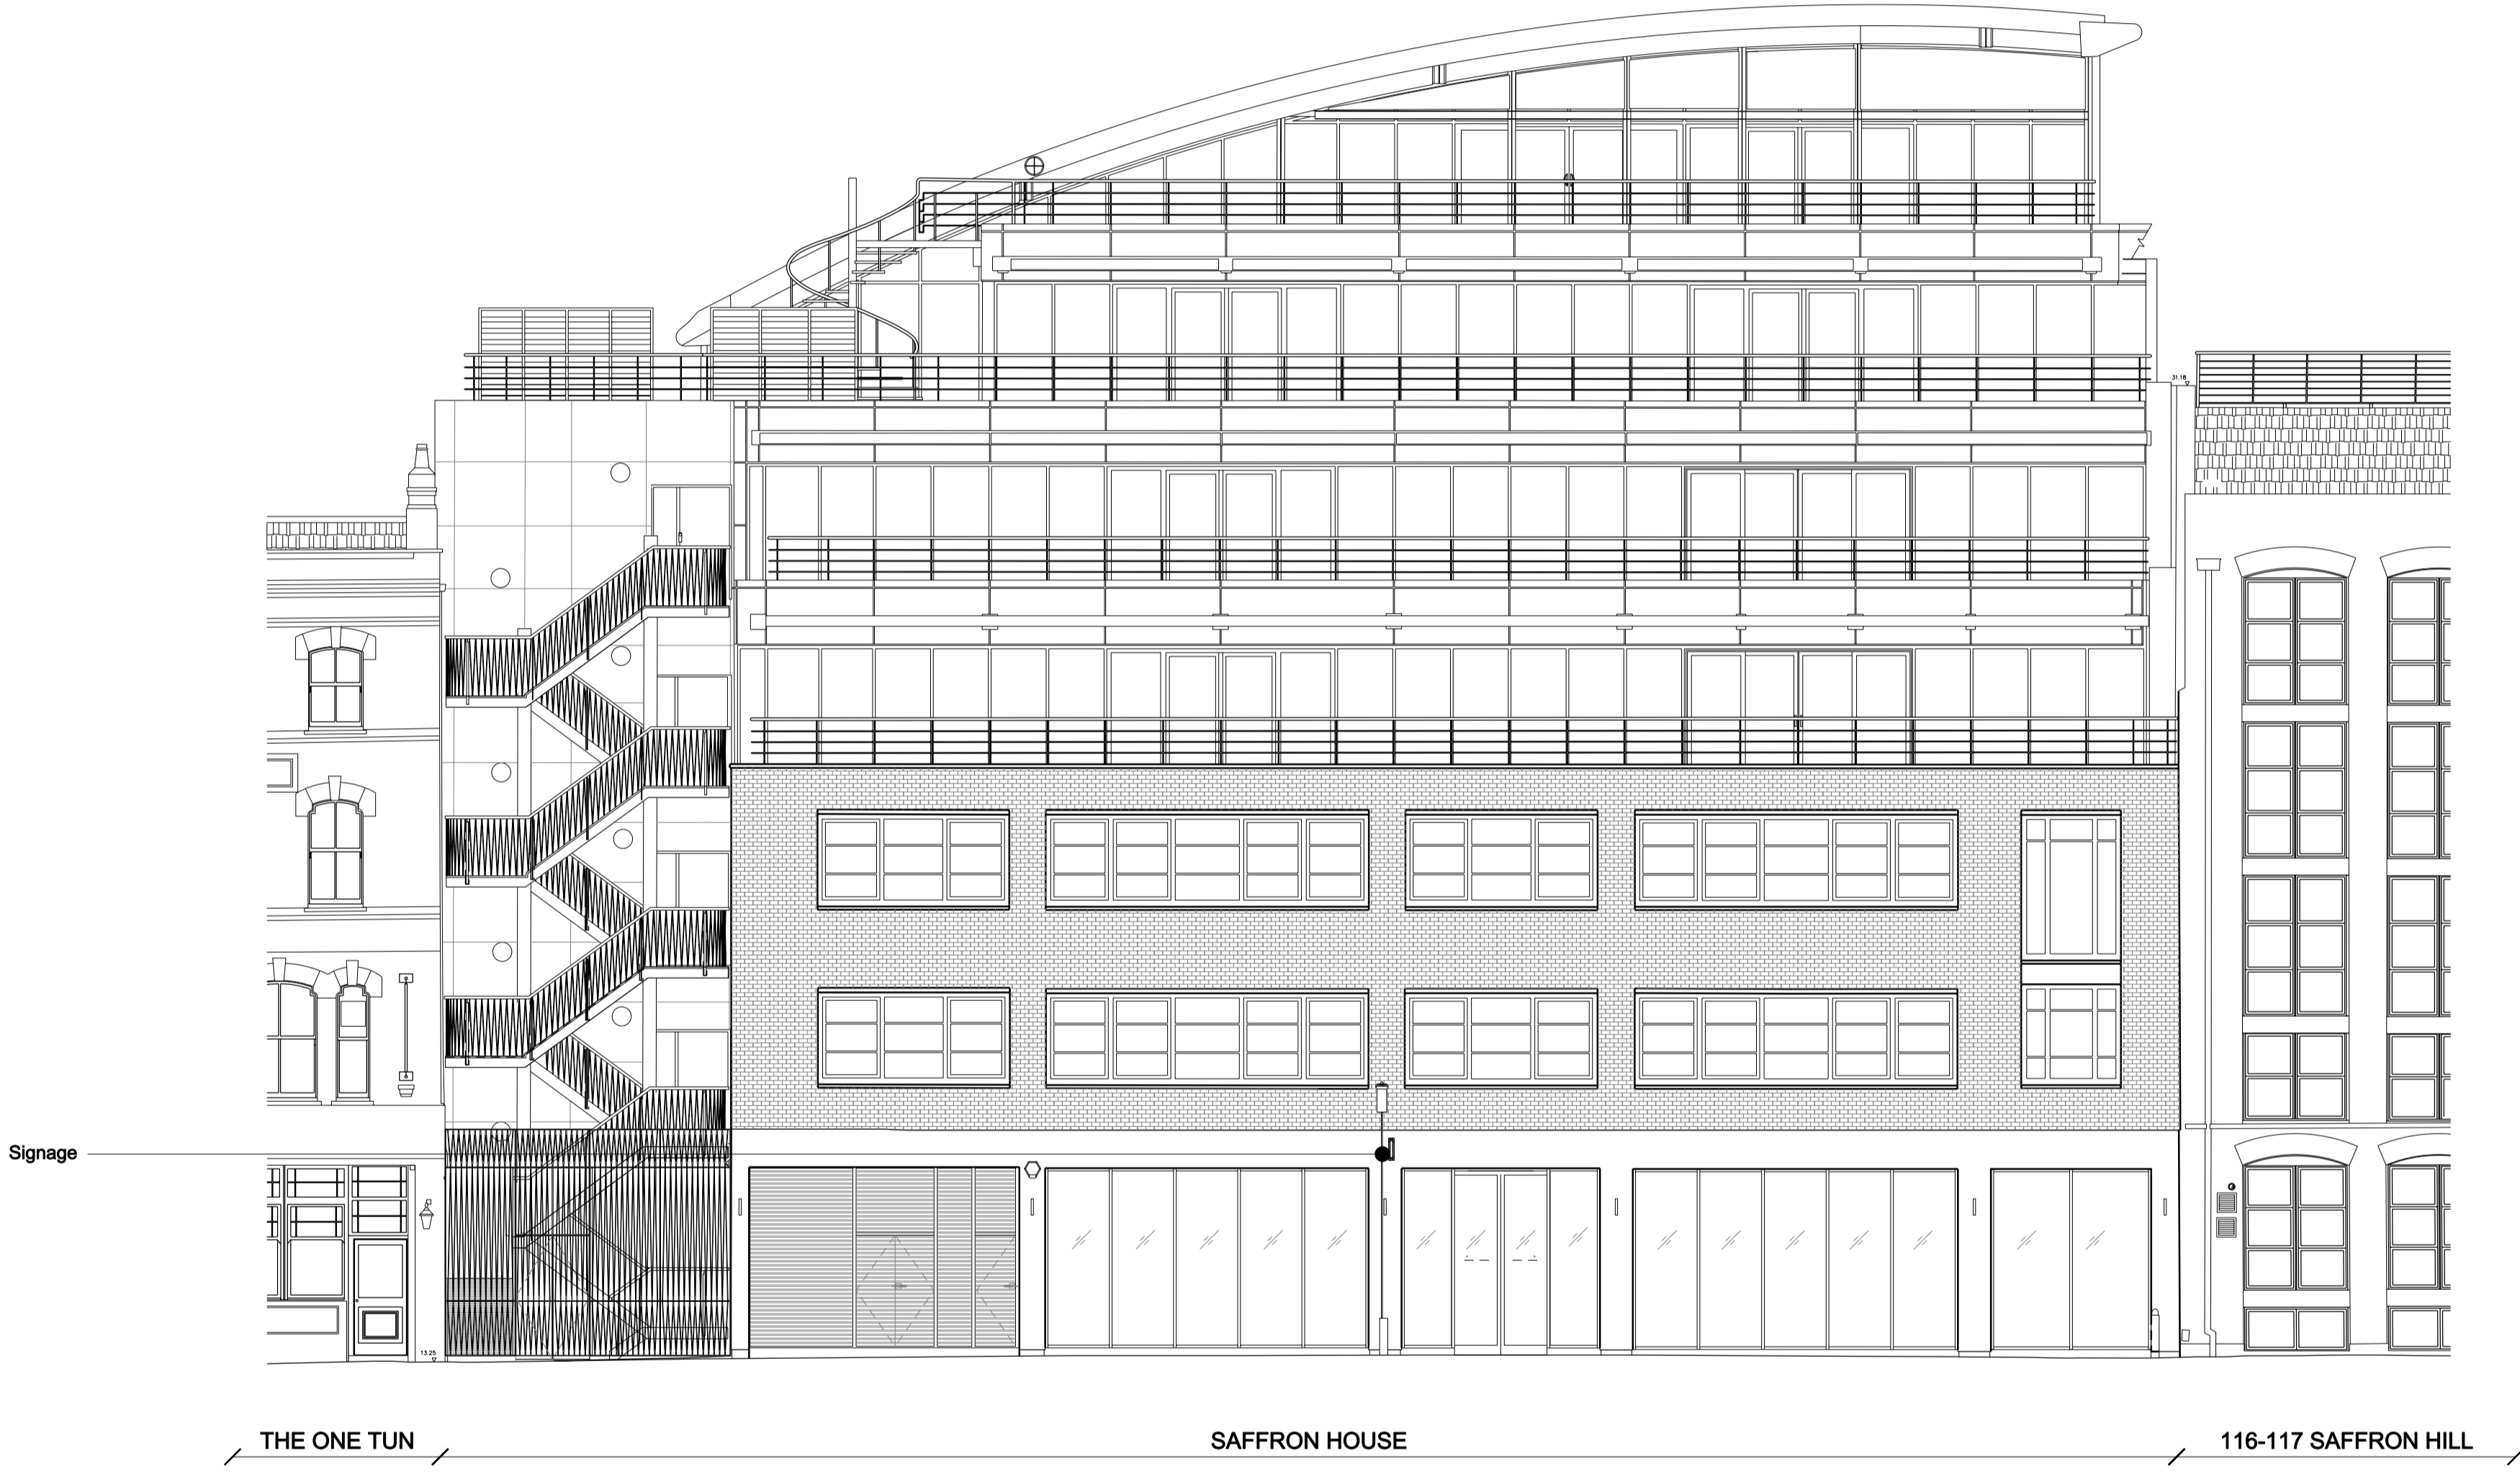 31.18
Signage
13.25
THE ONE TUN
SAFFRON HOUSE
116-117 SAFFRON HILL